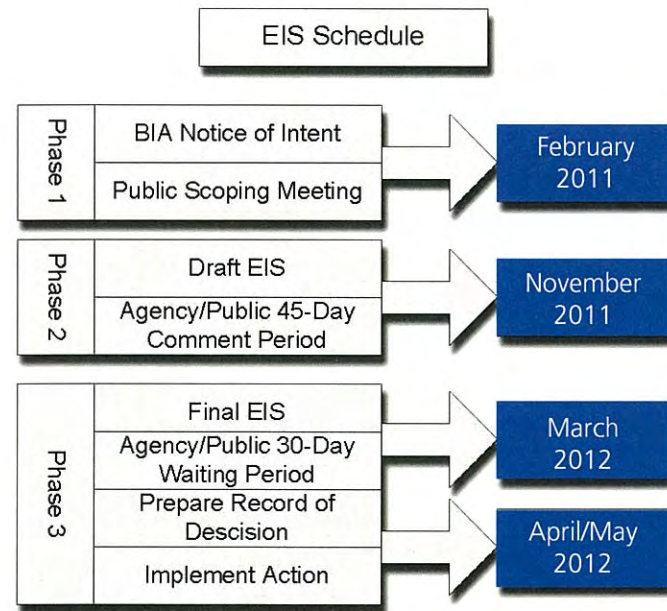 EIS Schedule
Phase 1
BIA Notice of Intent
Public Scoping Meeting
February
2011
Phase 2
Draft EIS
Agency/Public 45-Day
Comment Period
November
2011
Phase 3
Final EIS
Agency/Public 30-Day
Waiting Period
Prepare Record of
Descision
Implement Action
March
2012
April/May
2012